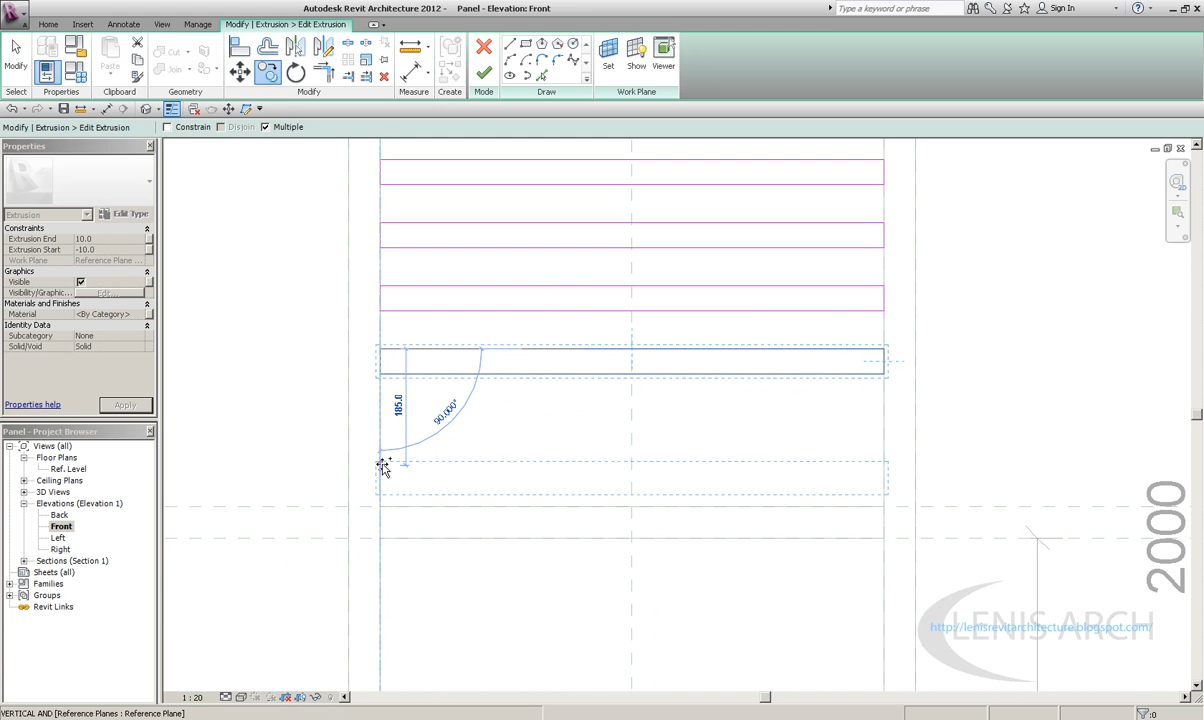 Autodesk Revit Architecture 2012 - Panel - Elevation: Front
Type a keyword or phrase
Sign In
Home Insert Annotate View Manage Modify | Extrusion > Edit Extrusion
Modify
Paste
Cut
Join
Set Show Viewer
Select Properties Clipboard Geometry Modify Measure Create Mode Draw Work Plane
Modify | Extrusion > Edit Extrusion
Constrain Disjoin Multiple
Properties
Extrusion Edit Type
Constraints
Extrusion End 10.0
Extrusion Start -10.0
Work Plane Reference Plane ...
Graphics
Visible
Visibility/Graphic... Edit...
Materials and Finishes
Material <By Category>
Identity Data
Subcategory None
Solid/Void Solid
Properties help Apply
Panel - Project Browser
Views (all)
Floor Plans
Ref. Level
Ceiling Plans
3D Views
Elevations (Elevation 1)
Back
Front
Left
Right
Sections (Section 1)
Sheets (all)
Families
Groups
Revit Links
185.0
90.000°
2000
LENIS ARCH
http://lenisrevitarchitecture.blogspot.com/
1 : 20
VERTICAL AND [Reference Planes : Reference Plane]
:0